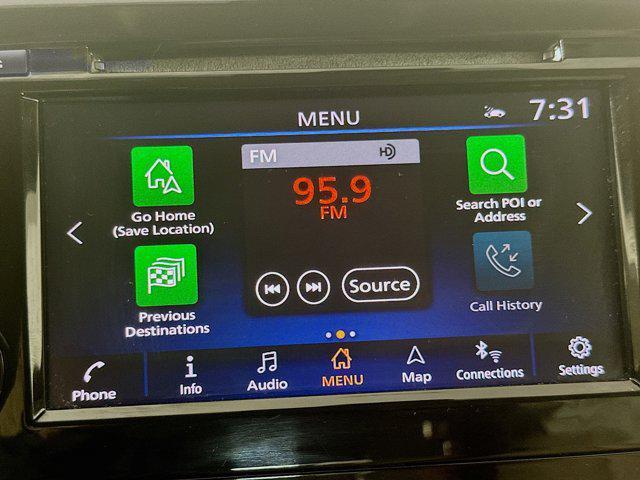 MENU
7:31
FM HD
95.9
FM
Go Home
(Save Location)
Search POI or
Address
Source
Previous
Destinations
Call History
Phone
Info
Audio
MENU
Map
Connections
Settings